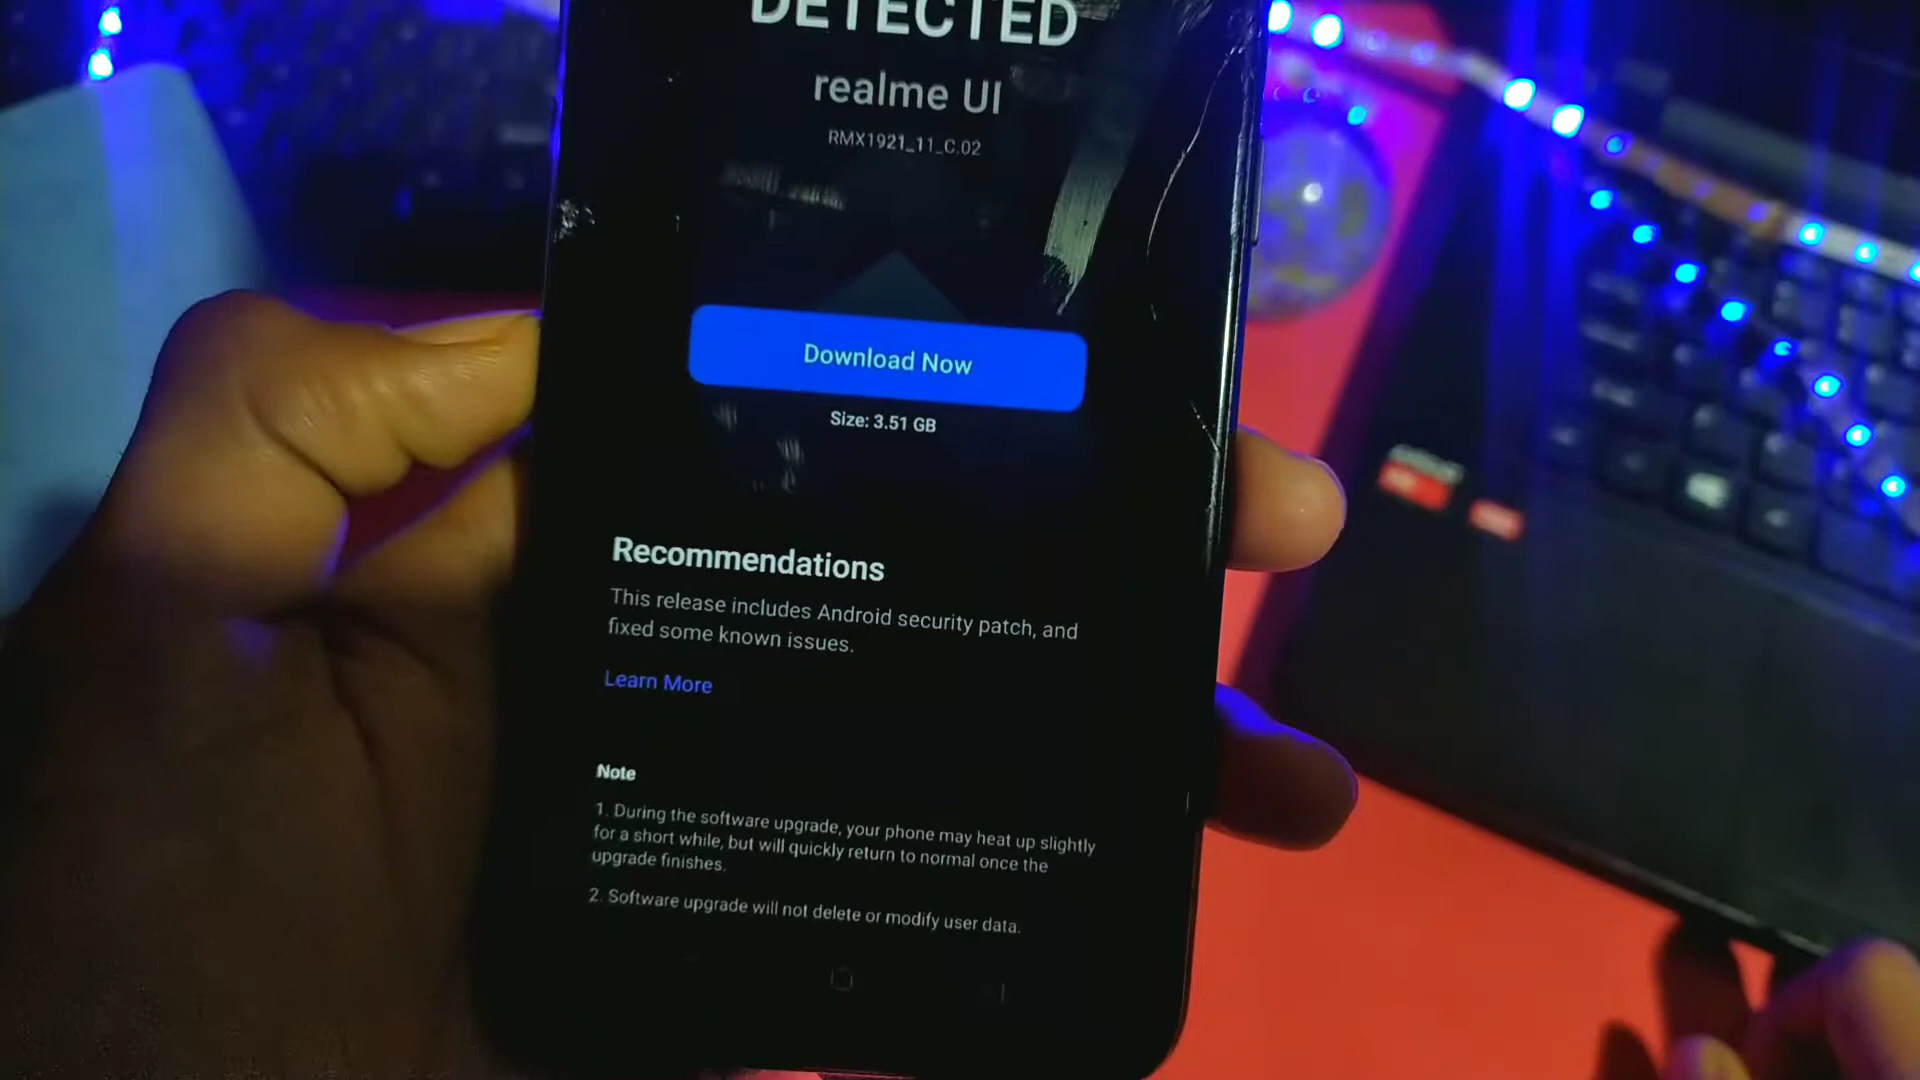 DETECTED
realme UI
RMX1921_11_C.02
Download Now
Size: 3.51 GB
Recommendations
This release includes Android security patch, and
fixed some known issues.
Learn More
Note
1. During the software upgrade, your phone may heat up slightly
for a short while, but will quickly return to normal once the
upgrade finishes.
2. Software upgrade will not delete or modify user data.